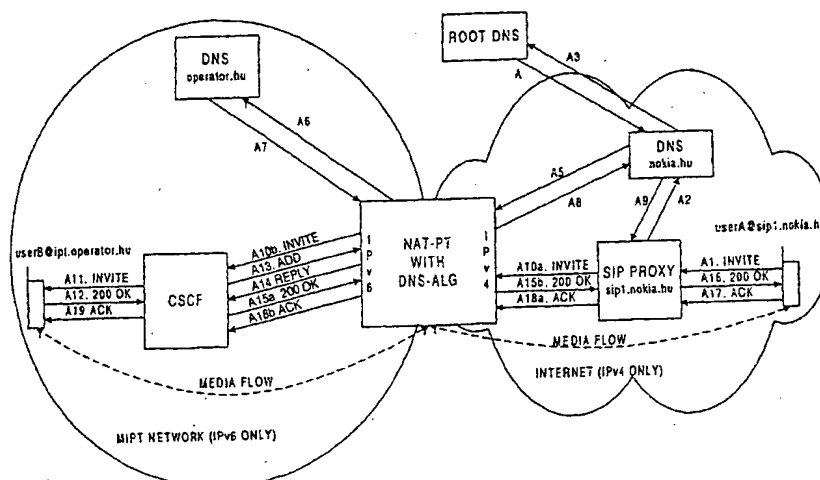 ROOT DNS
DNS
operator.hu
A3
A
A6
A7
DNS
nokia.hu
A5
A8
A9
A2
userB@ipt.operator.hu
userA@sip1.nokia.hu
A10b. INVITE
A13. ADD
A14 REPLY
A15a 200 OK
A18b ACK
I P v 6
NAT-PT
WITH
DNS-ALG
I P v 4
A10a. INVITE
A15b. 200 OK
A18a. ACK
SIP PROXY
sip1.nokia.hu
A1. INVITE
A16. 200 OK
A17. ACK
A11. INVITE
A12. 200 OK
A19 ACK
CSCF
MEDIA FLOW
MEDIA FLOW
INTERNET (IPv4 ONLY)
MIPT NETWORK (IPv6 ONLY)